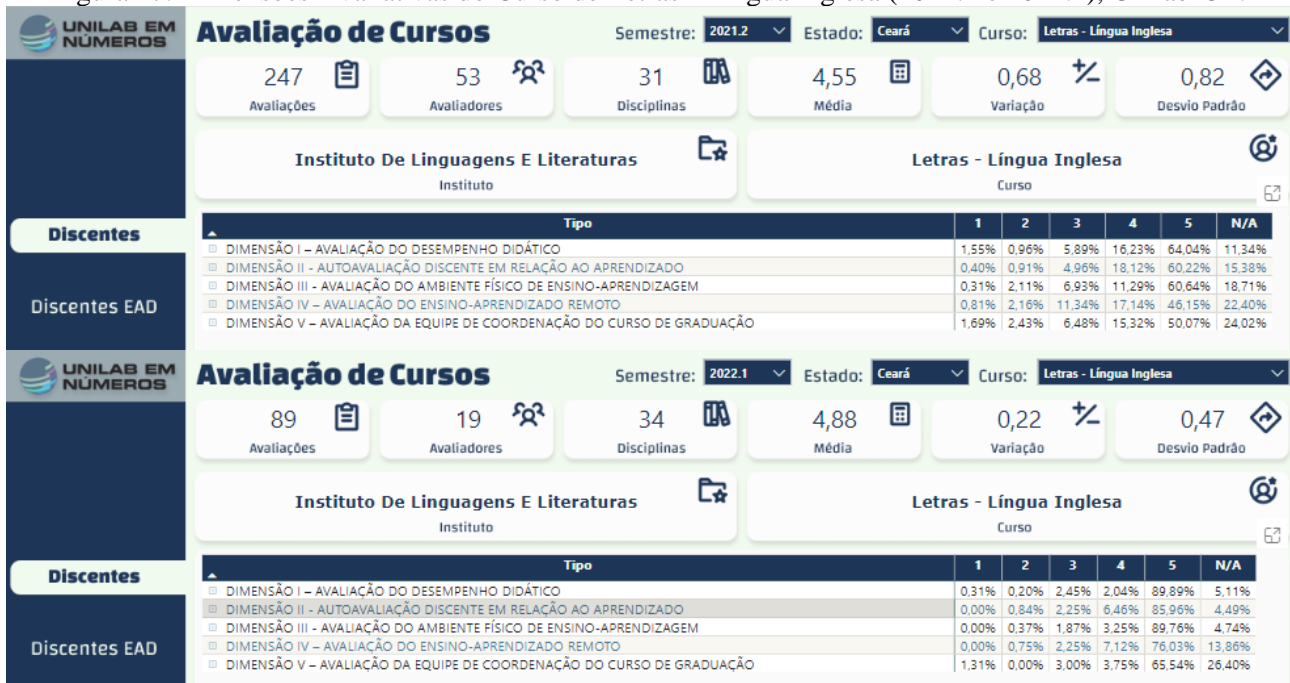 UNILAB EM
NÚMEROS
Avaliação de Cursos
Semestre: 2021.2 Estado: Ceará Curso: Letras - Língua Inglesa
247 53 31 4,55 0,68 0,82
Avaliações Avaliadores Disciplinas Média Variação Desvio Padrão
Instituto De Linguagens E Literaturas Letras - Língua Inglesa
Instituto Curso
Discentes
Discentes EAD
Tipo 1 2 3 4 5 N/A
DIMENSÃO I – AVALIAÇÃO DO DESEMPENHO DIDÁTICO 1,55% 0,96% 5,89% 16,23% 64,04% 11,34%
DIMENSÃO II - AUTOAVALIAÇÃO DISCENTE EM RELAÇÃO AO APRENDIZADO 0,40% 0,91% 4,96% 18,12% 60,22% 15,38%
DIMENSÃO III - AVALIAÇÃO DO AMBIENTE FÍSICO DE ENSINO-APRENDIZAGEM 0,31% 2,11% 6,93% 11,29% 60,64% 18,71%
DIMENSÃO IV – AVALIAÇÃO DO ENSINO-APRENDIZADO REMOTO 0,81% 2,16% 11,34% 17,14% 46,15% 22,40%
DIMENSÃO V – AVALIAÇÃO DA EQUIPE DE COORDENAÇÃO DO CURSO DE GRADUAÇÃO 1,69% 2,43% 6,48% 15,32% 50,07% 24,02%
UNILAB EM
NÚMEROS
Avaliação de Cursos
Semestre: 2022.1 Estado: Ceará Curso: Letras - Língua Inglesa
89 19 34 4,88 0,22 0,47
Avaliações Avaliadores Disciplinas Média Variação Desvio Padrão
Instituto De Linguagens E Literaturas Letras - Língua Inglesa
Instituto Curso
Discentes
Discentes EAD
Tipo 1 2 3 4 5 N/A
DIMENSÃO I – AVALIAÇÃO DO DESEMPENHO DIDÁTICO 0,31% 0,20% 2,45% 2,04% 89,89% 5,11%
DIMENSÃO II - AUTOAVALIAÇÃO DISCENTE EM RELAÇÃO AO APRENDIZADO 0,00% 0,84% 2,25% 6,46% 85,96% 4,49%
DIMENSÃO III - AVALIAÇÃO DO AMBIENTE FÍSICO DE ENSINO-APRENDIZAGEM 0,00% 0,37% 1,87% 3,25% 89,76% 4,74%
DIMENSÃO IV – AVALIAÇÃO DO ENSINO-APRENDIZADO REMOTO 0,00% 0,75% 2,25% 7,12% 76,03% 13,86%
DIMENSÃO V – AVALIAÇÃO DA EQUIPE DE COORDENAÇÃO DO CURSO DE GRADUAÇÃO 1,31% 0,00% 3,00% 3,75% 65,54% 26,40%